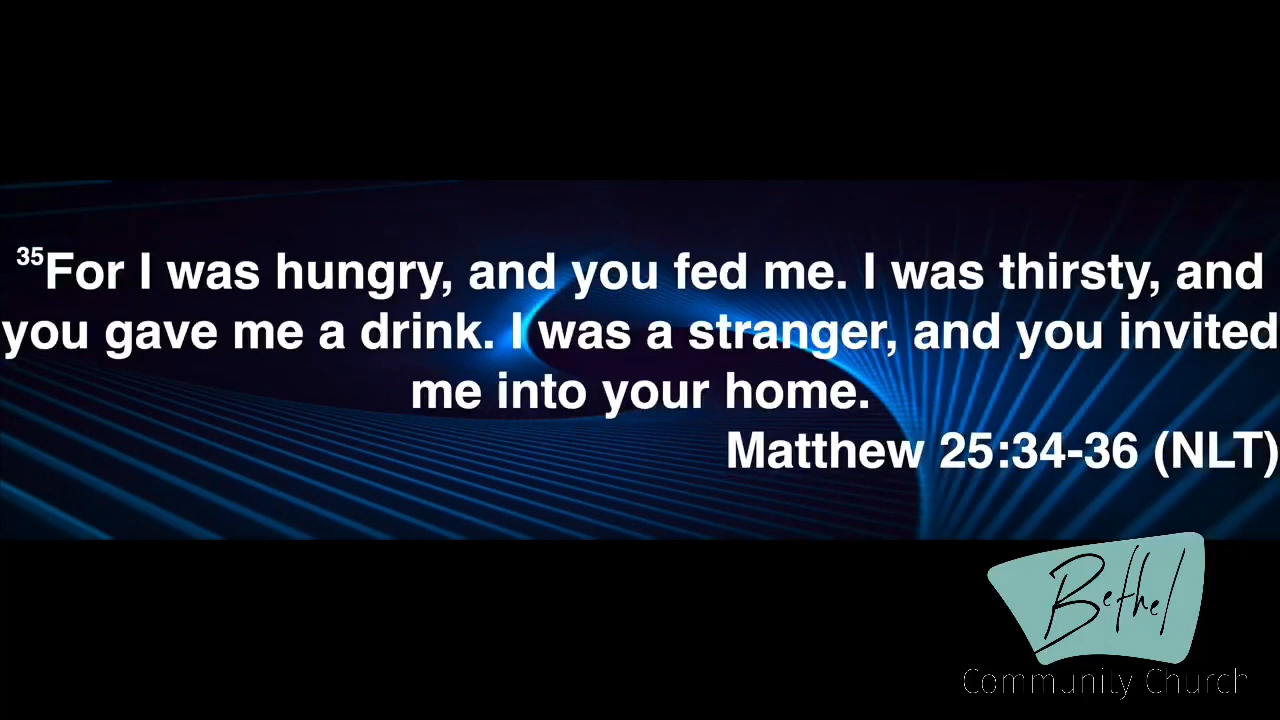 ³⁵For I was hungry, and you fed me. I was thirsty, and
you gave me a drink. I was a stranger, and you invited
me into your home.
Matthew 25:34-36 (NLT)
Bethel
Community Church